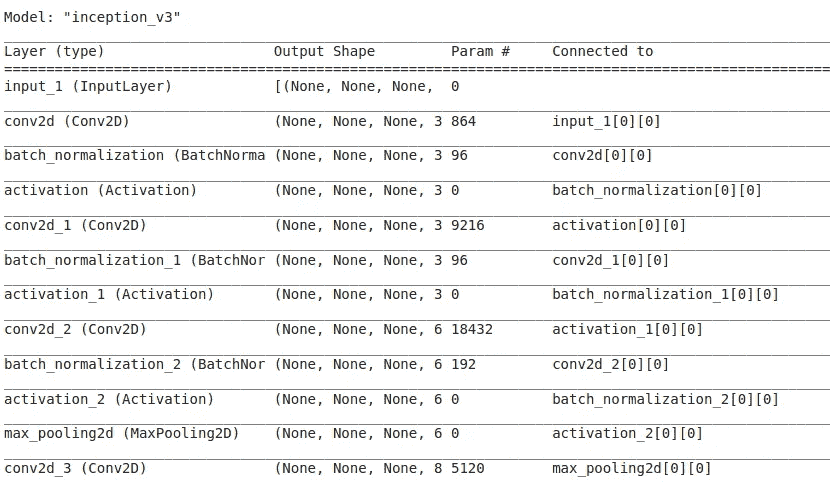 Model: "inception_v3"
Layer (type) Output Shape Param # Connected to
input_1 (InputLayer) [(None, None, None, 0
conv2d (Conv2D) (None, None, None, 3 864 input_1[0][0]
batch_normalization (BatchNorma (None, None, None, 3 96 conv2d[0][0]
activation (Activation) (None, None, None, 3 0 batch_normalization[0][0]
conv2d_1 (Conv2D) (None, None, None, 3 9216 activation[0][0]
batch_normalization_1 (BatchNor (None, None, None, 3 96 conv2d_1[0][0]
activation_1 (Activation) (None, None, None, 3 0 batch_normalization_1[0][0]
conv2d_2 (Conv2D) (None, None, None, 6 18432 activation_1[0][0]
batch_normalization_2 (BatchNor (None, None, None, 6 192 conv2d_2[0][0]
activation_2 (Activation) (None, None, None, 6 0 batch_normalization_2[0][0]
max_pooling2d (MaxPooling2D) (None, None, None, 6 0 activation_2[0][0]
conv2d_3 (Conv2D) (None, None, None, 8 5120 max_pooling2d[0][0]